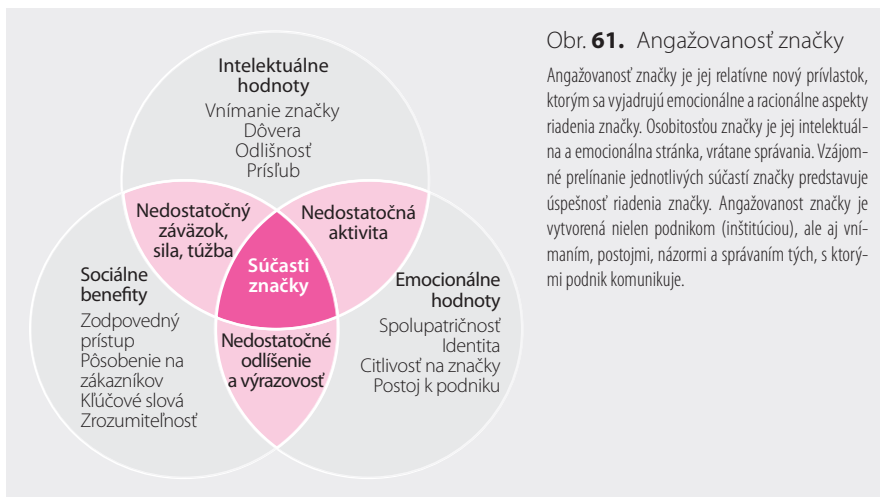 Intelektuálne
hodnoty
Vnímanie značky
Dôvera
Odlišnosť
Prísľub
Nedostatočný
záväzok,
sila, túžba
Nedostatočná
aktivita
Súčasti
značky
Sociálne
benefity
Zodpovedný
prístup
Pôsobenie na
zákazníkov
Kľúčové slová
Zrozumiteľnosť
Emocionálne
hodnoty
Spolupatričnosť
Identita
Citlivosť na značky
Postoj k podniku
Nedostatočné
odlíšenie
a výrazovosť
Obr. 61. Angažovanosť značky
Angažovanosť značky je jej relatívne nový prívlastok,
ktorým sa vyjadrujú emocionálne a racionálne aspekty
riadenia značky. Osobitosťou značky je jej intelektuál-
na a emocionálna stránka, vrátane správania. Vzájom-
né prelínanie jednotlivých súčastí značky predstavuje
úspešnosť riadenia značky. Angažovanost značky je
vytvorená nielen podnikom (inštitúciou), ale aj vní-
maním, postojmi, názormi a správaním tých, s ktorý-
mi podnik komunikuje.